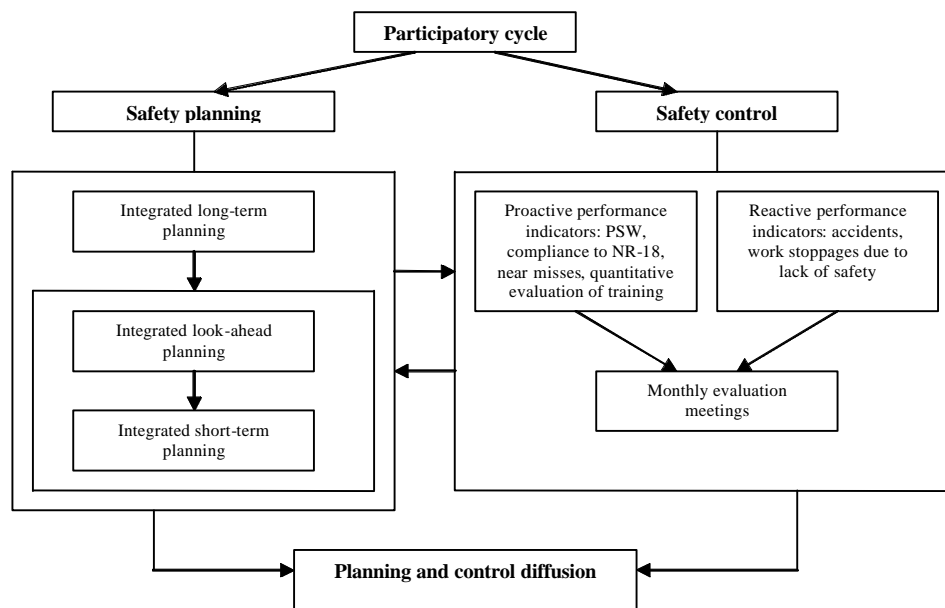 Participatory cycle
Safety planning
Safety control
Integrated long-term
planning
Integrated look-ahead
planning
Integrated short-term
planning
Proactive performance
indicators: PSW,
compliance to NR-18,
near misses, quantitative
evaluation of training
Reactive performance
indicators: accidents,
work stoppages due to
lack of safety
Monthly evaluation
meetings
Planning and control diffusion